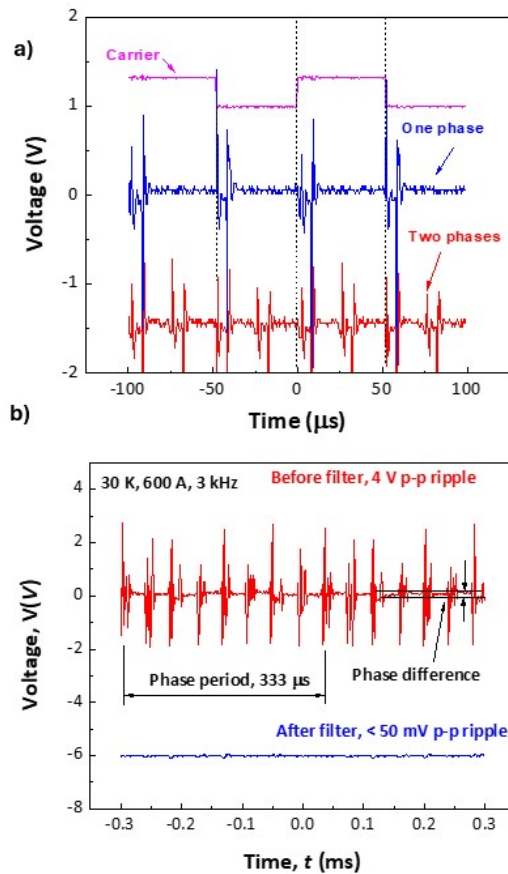 a)
2
Carrier
1
One phase
0
Two phases
-1
-2
Voltage (V)
-100 -50 0 50 100
Time (μs)
b)
30 K, 600 A, 3 kHz Before filter, 4 V p-p ripple
4
2
0
-2
Phase period, 333 μs Phase difference
-4
After filter, < 50 mV p-p ripple
-6
-8
Voltage, V(V)
-0.3 -0.2 -0.1 0.0 0.1 0.2 0.3
Time, t (ms)